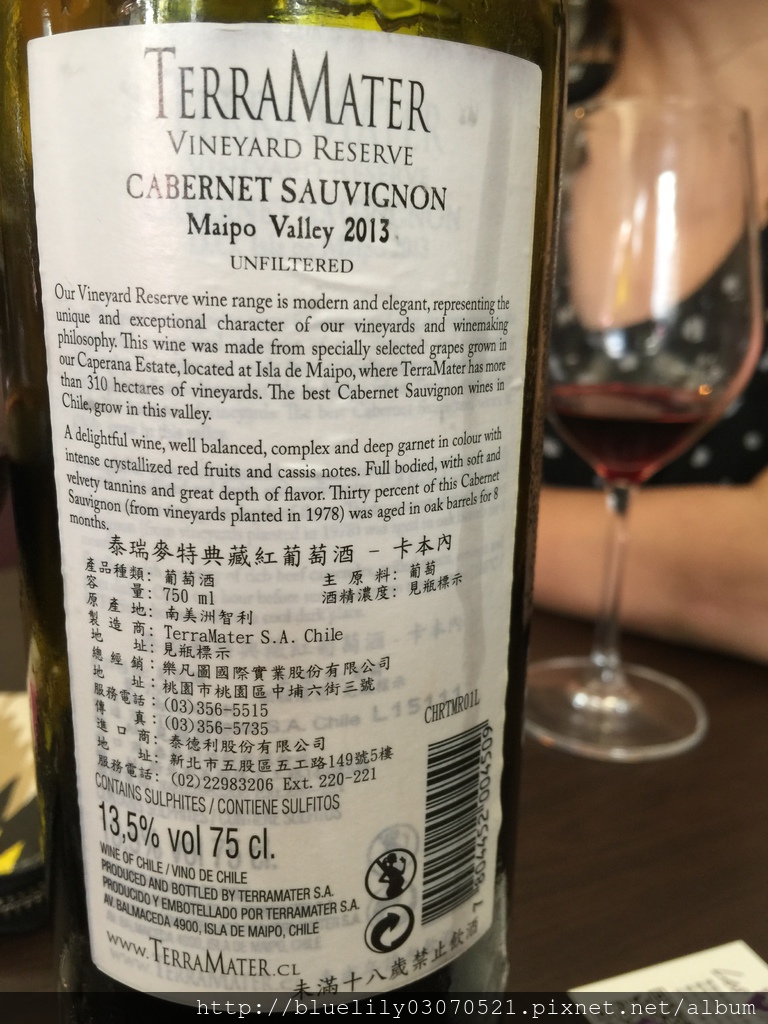 TERRAMATER
VINEYARD RESERVE
CABERNET SAUVIGNON
Maipo Valley 2013
UNFILTERED
Our Vineyard Reserve wine range is modern and elegant, representing the
unique and exceptional character of our vineyards and winemaking
philosophy. This wine was made from specially selected grapes grown in
our Caperana Estate, located at Isla de Maipo, where TerraMater has more
than 310 hectares of vineyards. The best Cabernet Sauvignon wines in
Chile, grow in this valley.
A delightful wine, well balanced, complex and deep garnet in colour with
intense crystallized red fruits and cassis notes. Full bodied, with soft and
velvety tannins and great depth of flavor. Thirty percent of this Cabernet
Sauvignon (from vineyards planted in 1978) was aged in oak barrels for 8
months.
泰瑞麥特典藏紅葡萄酒 - 卡本內
產品種類: 葡萄酒 主原料: 葡萄
容量: 750 ml 酒精濃度: 見瓶標示
原產地: 南美洲智利
製造商: TerraMater S.A. Chile
地址: 見瓶標示
總經銷: 樂凡圖國際實業股份有限公司
地址: 桃園市桃園區中埔六街三號
服務電話: (03)356-5515
傳真: (03)356-5735
進口商: 泰德利股份有限公司
地址: 新北市五股區五工路149號5樓
服務電話: (02)22983206 Ext. 220-221
CONTAINS SULPHITES / CONTIENE SULFITOS
13,5% vol 75 cl.
WINE OF CHILE / VINO DE CHILE
PRODUCED AND BOTTLED BY TERRAMATER S.A.
PRODUCIDO Y EMBOTELLADO POR TERRAMATER S.A.
AV. BALMACEDA 4900, ISLA DE MAIPO, CHILE
www.TERRAMATER.CL
CHRTMR01L
7 804452 004509
未滿十八歲禁止飲酒
http://bluelily03070521.pixnet.net/album